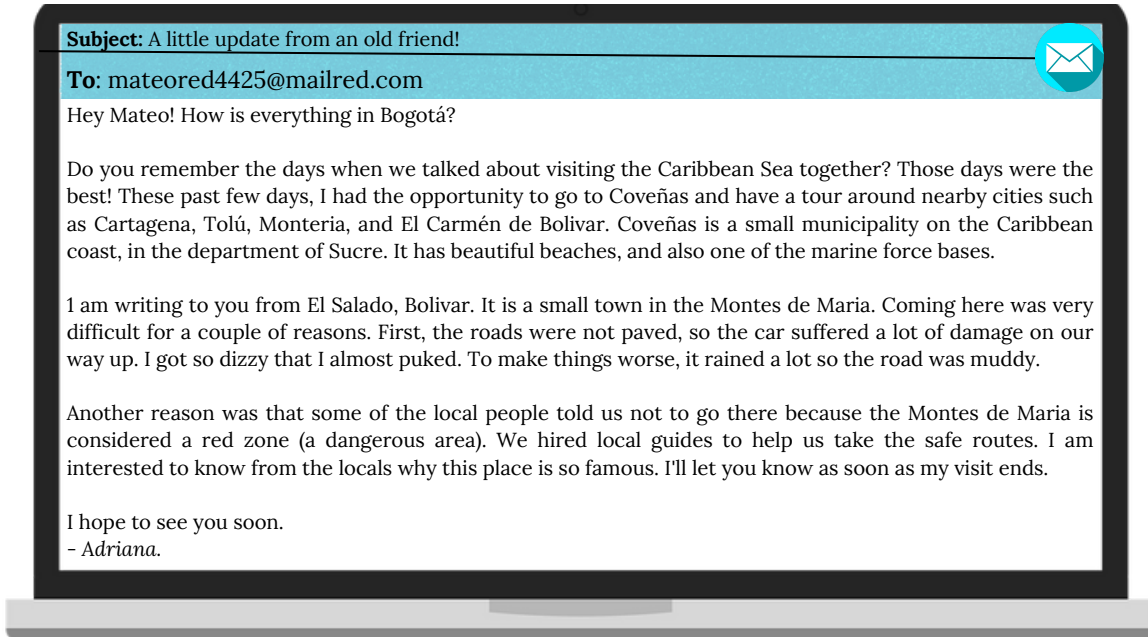 Subject: A little update from an old friend!
To: mateored4425@mailred.com
Hey Mateo! How is everything in Bogotá?
Do you remember the days when we talked about visiting the Caribbean Sea together? Those days were the
best! These past few days, I had the opportunity to go to Coveñas and have a tour around nearby cities such
as Cartagena, Tolú, Monteria, and El Carmén de Bolivar. Coveñas is a small municipality on the Caribbean
coast, in the department of Sucre. It has beautiful beaches, and also one of the marine force bases.
1 am writing to you from El Salado, Bolivar. It is a small town in the Montes de Maria. Coming here was very
difficult for a couple of reasons. First, the roads were not paved, so the car suffered a lot of damage on our
way up. I got so dizzy that I almost puked. To make things worse, it rained a lot so the road was muddy.
Another reason was that some of the local people told us not to go there because the Montes de Maria is
considered a red zone (a dangerous area). We hired local guides to help us take the safe routes. I am
interested to know from the locals why this place is so famous. I'll let you know as soon as my visit ends.
I hope to see you soon.
- Adriana.